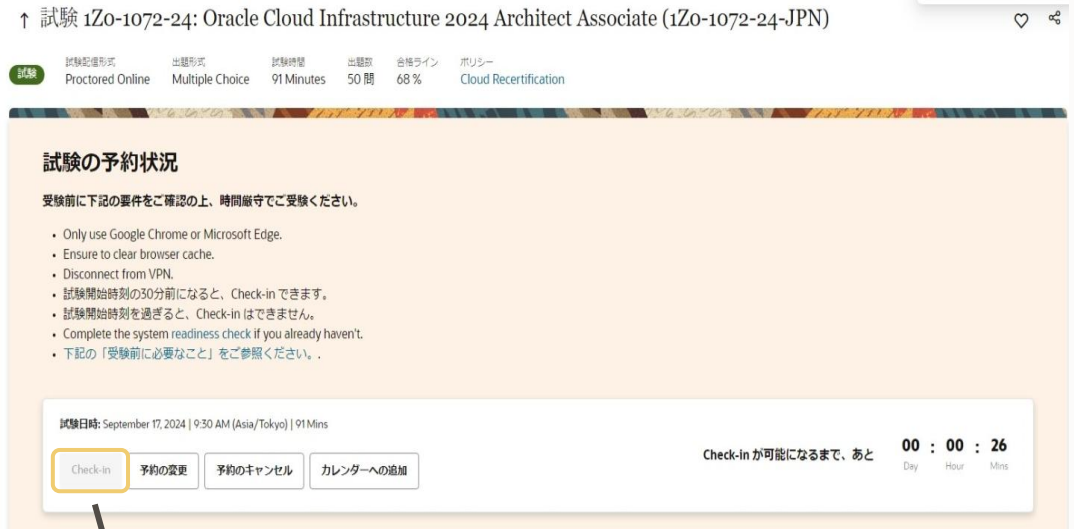 ↑ 試験 1Z0-1072-24: Oracle Cloud Infrastructure 2024 Architect Associate (1Z0-1072-24-JPN)
試験配信形式 出題形式 試験時間 出題数 合格ライン ポリシー
試験 Proctored Online Multiple Choice 91 Minutes 50 問 68 % Cloud Recertification
試験の予約状況
受験前に下記の要件をご確認の上、時間厳守でご受験ください。
• Only use Google Chrome or Microsoft Edge.
• Ensure to clear browser cache.
• Disconnect from VPN.
• 試験開始時刻の30分前になると、Check-in できます。
• 試験開始時刻を過ぎると、Check-in はできません。
• Complete the system readiness check if you already haven't.
• 下記の「受験前に必要なこと」をご参照ください。.
試験日時: September 17, 2024 | 9:30 AM (Asia/Tokyo) | 91 Mins
Check-in 予約の変更 予約のキャンセル カレンダーへの追加
Check-in が可能になるまで、あと 00 : 00 : 26
Day Hour Mins